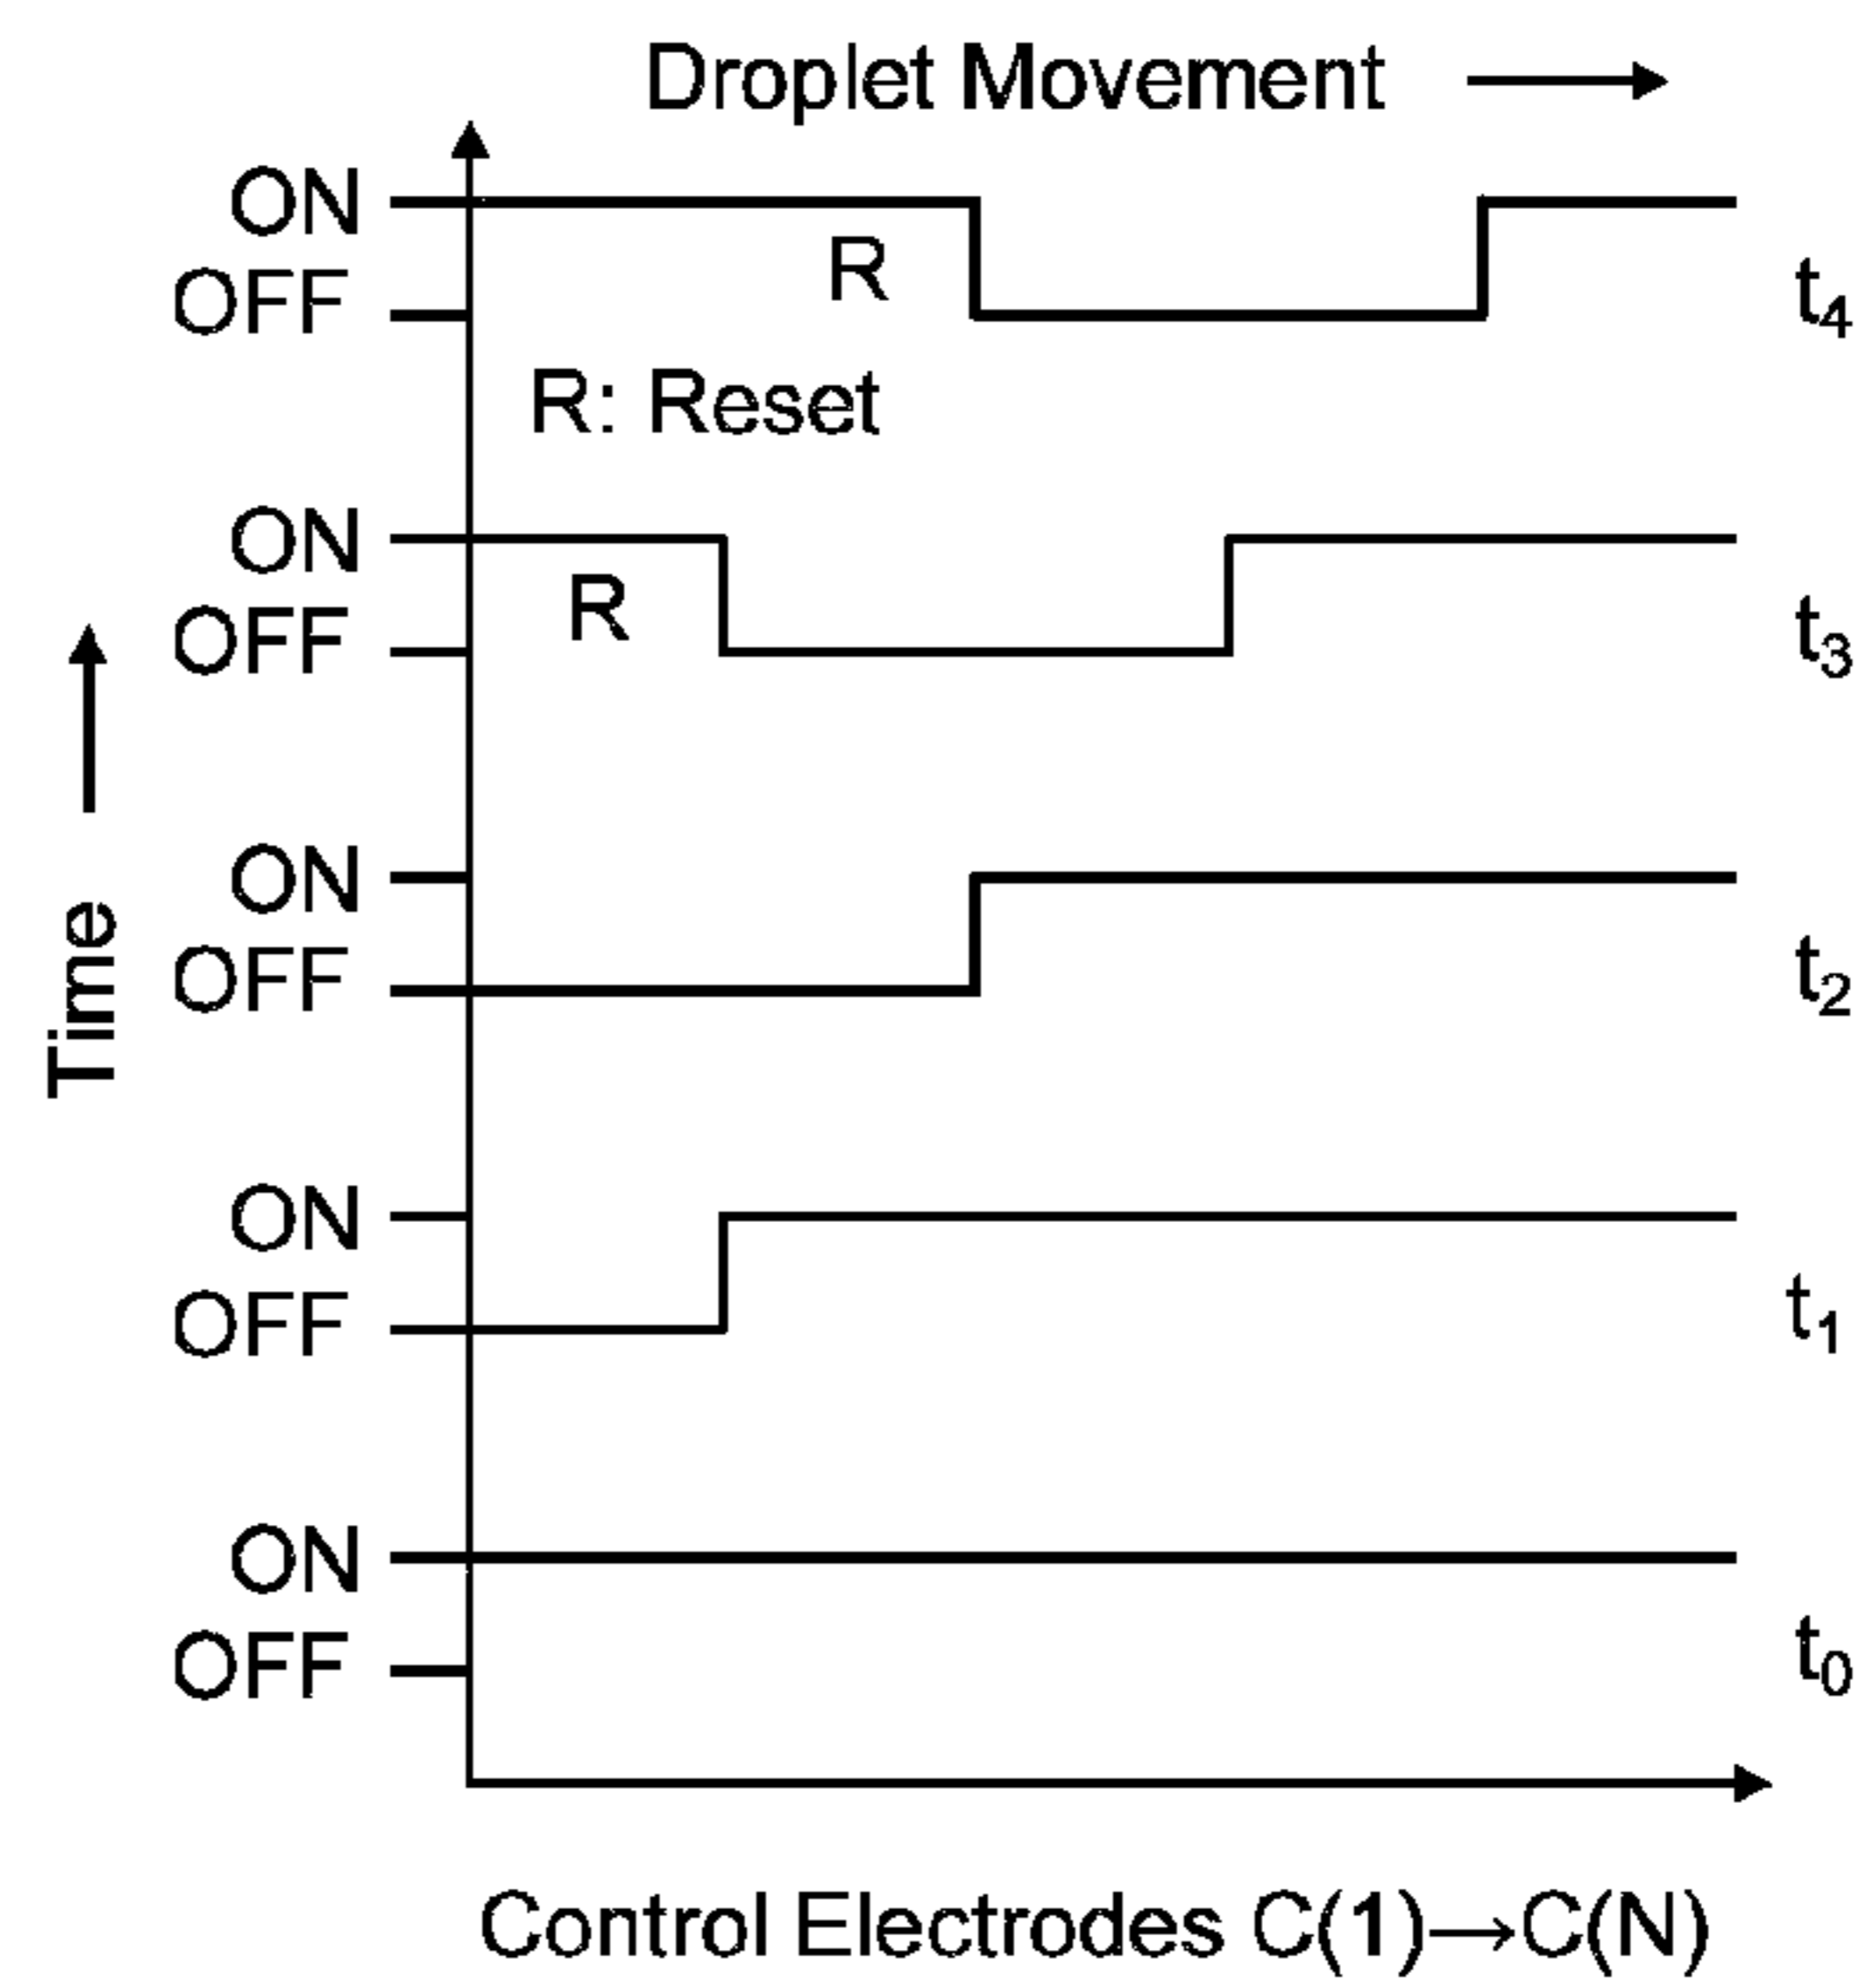 Droplet Movement
ON
OFF
R
t4
R: Reset
ON
OFF
R
t3
Time
ON
OFF
t2
ON
OFF
t1
ON
OFF
t0
Control Electrodes C(1)→C(N)